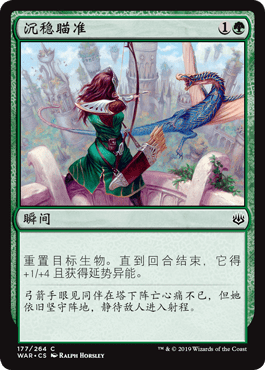 沉稳瞄准 1
瞬间
重置目标生物。直到回合结束，它得
+1/+4 且获得延势异能。
弓箭手眼见同伴在塔下阵亡心痛不已，但她
依旧坚守阵地，静待敌人进入射程。
177/264 C
WAR • CS RALPH HORSLEY ™ & © 2019 Wizards of the Coast